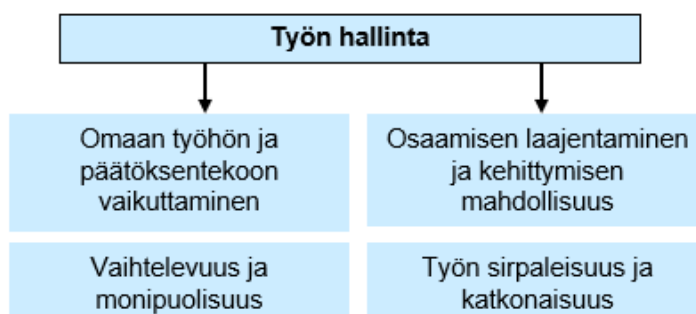 Työn hallinta
Omaan työhön ja
päätöksentekoon
vaikuttaminen
Osaamisen laajentaminen
ja kehittymisen
mahdollisuus
Vaihtelevuus ja
monipuolisuus
Työn sirpaleisuus ja
katkonaisuus